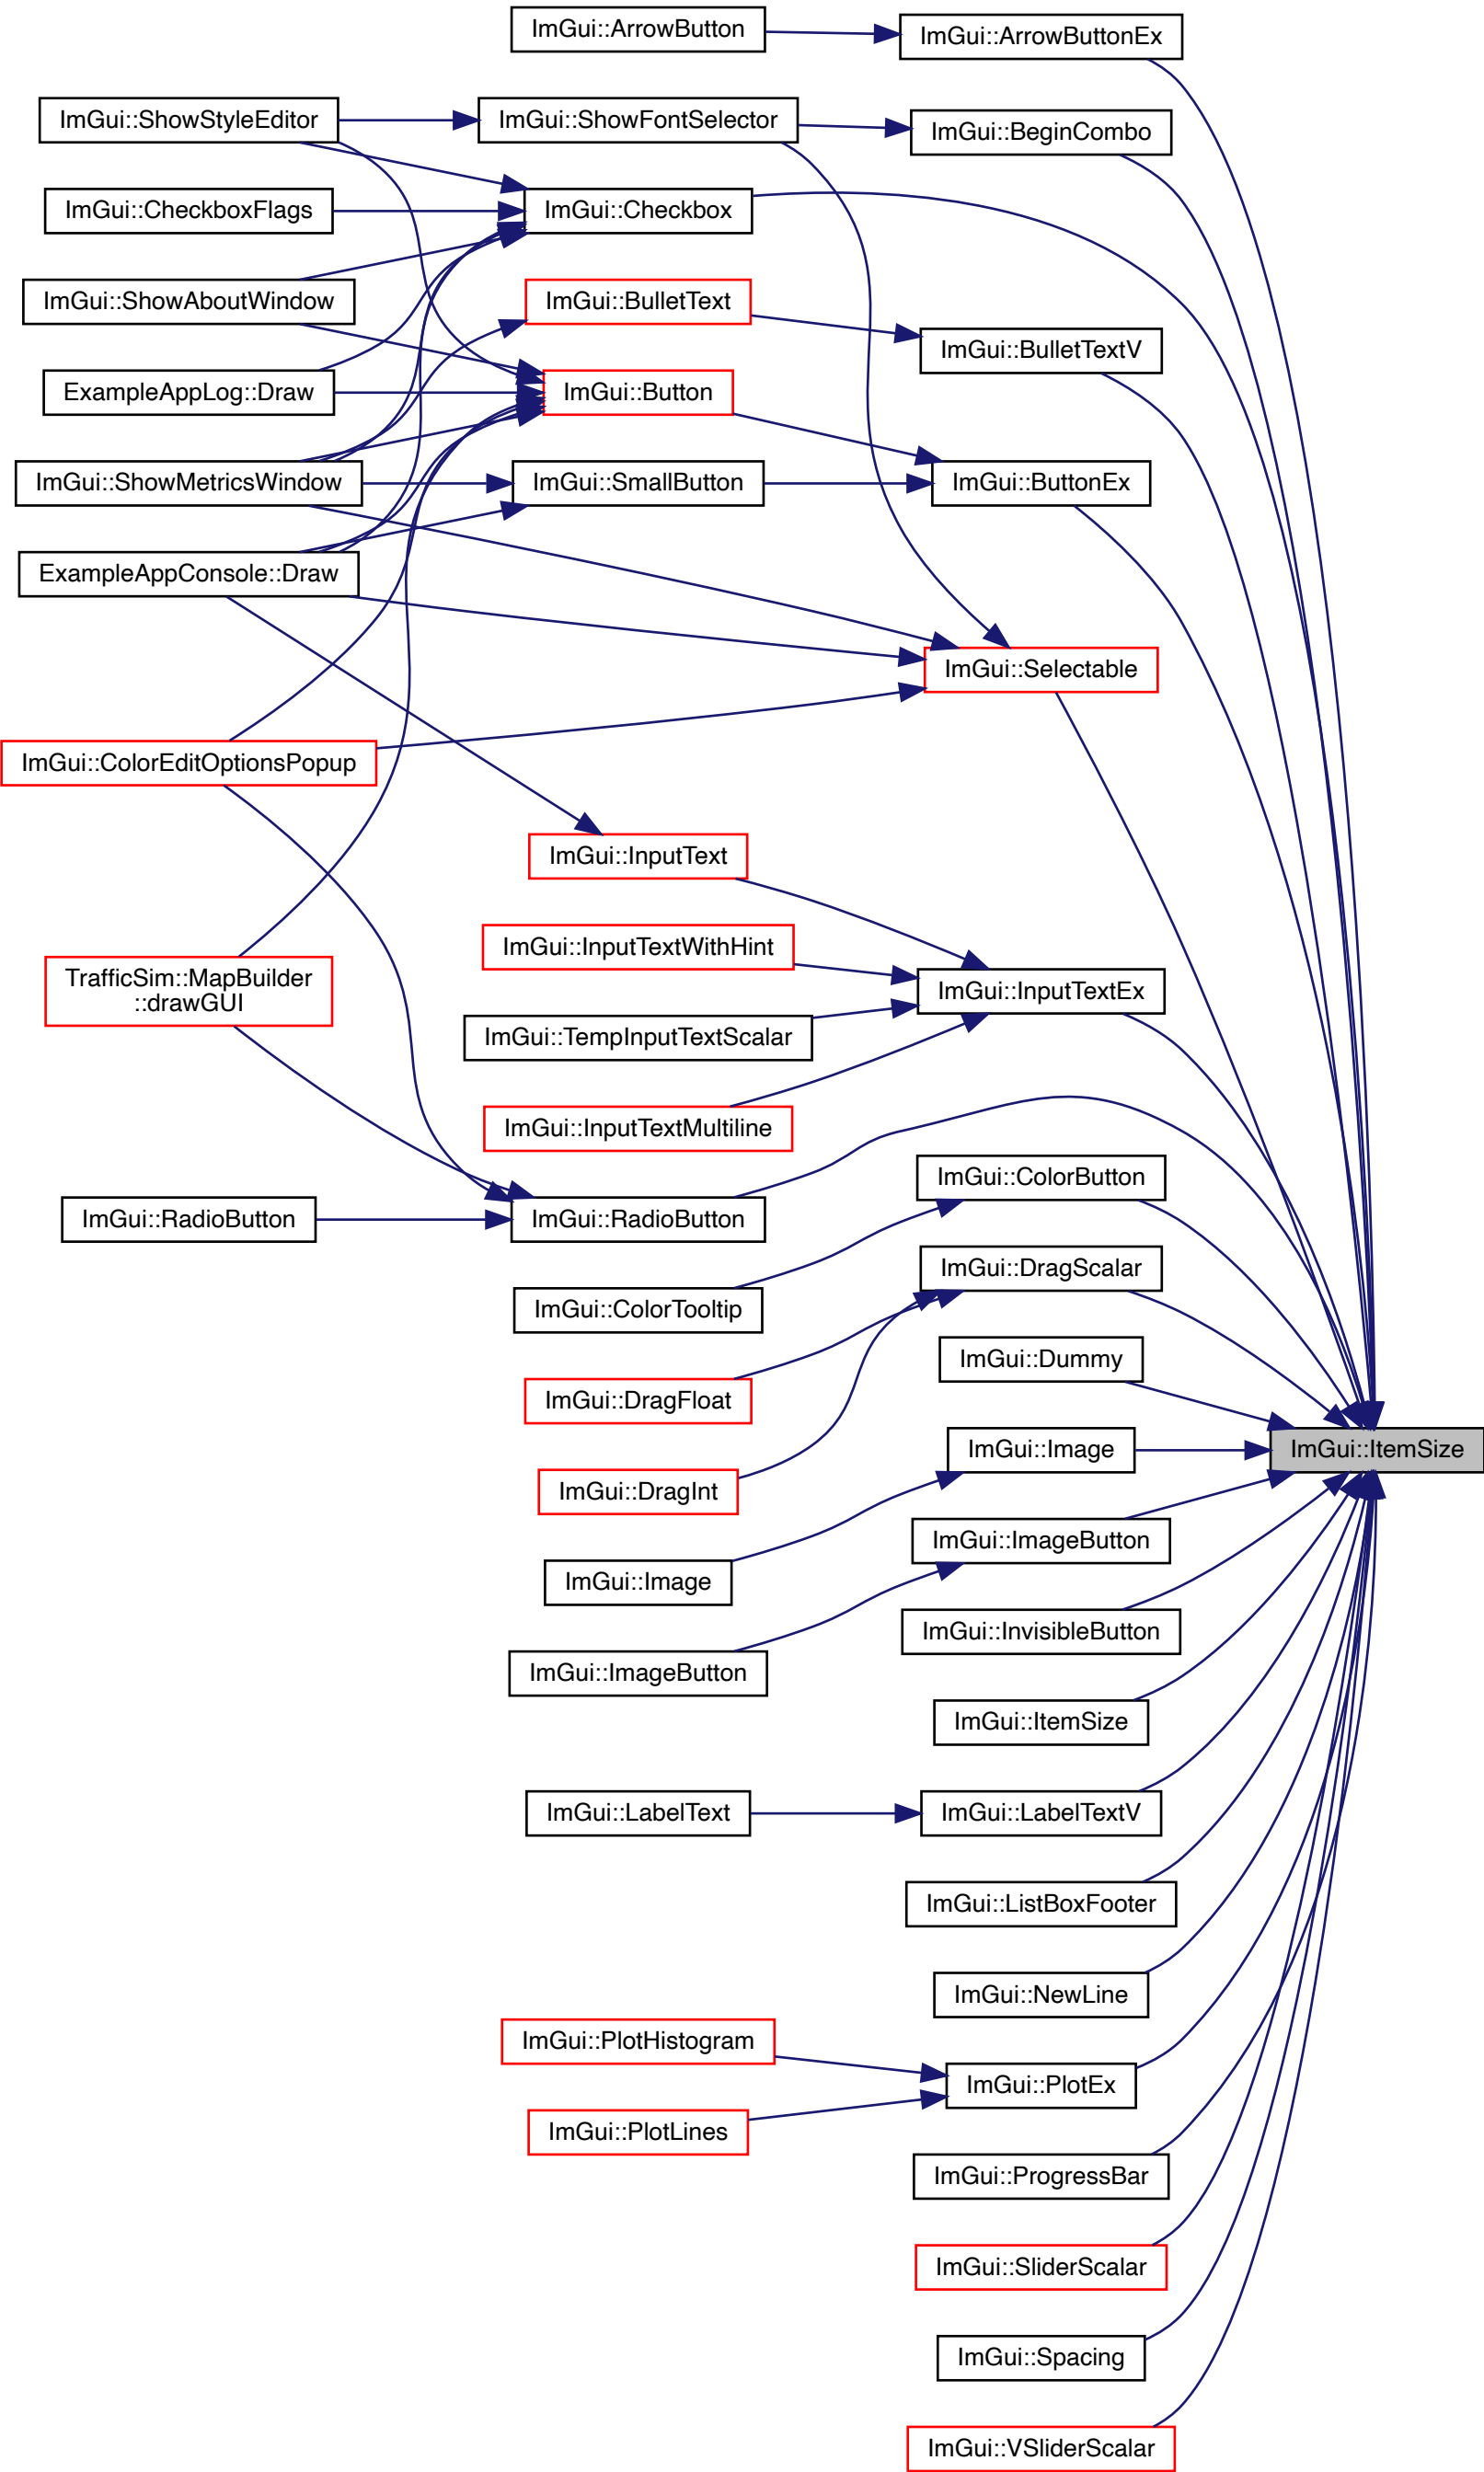 ImGui::ArrowButton
ImGui::ArrowButtonEx
ImGui::ShowStyleEditor
ImGui::ShowFontSelector
ImGui::BeginCombo
ImGui::CheckboxFlags
ImGui::Checkbox
ImGui::ShowAboutWindow
ImGui::BulletText
ImGui::BulletTextV
ExampleAppLog::Draw
ImGui::Button
ImGui::ShowMetricsWindow
ImGui::SmallButton
ImGui::ButtonEx
ExampleAppConsole::Draw
ImGui::Selectable
ImGui::ColorEditOptionsPopup
ImGui::InputText
ImGui::InputTextWithHint
TrafficSim::MapBuilder
::drawGUI
ImGui::InputTextEx
ImGui::TempInputTextScalar
ImGui::InputTextMultiline
ImGui::ColorButton
ImGui::RadioButton
ImGui::RadioButton
ImGui::DragScalar
ImGui::ColorTooltip
ImGui::Dummy
ImGui::DragFloat
ImGui::Image
ImGui::ItemSize
ImGui::DragInt
ImGui::ImageButton
ImGui::Image
ImGui::InvisibleButton
ImGui::ImageButton
ImGui::ItemSize
ImGui::LabelText
ImGui::LabelTextV
ImGui::ListBoxFooter
ImGui::NewLine
ImGui::PlotHistogram
ImGui::PlotEx
ImGui::PlotLines
ImGui::ProgressBar
ImGui::SliderScalar
ImGui::Spacing
ImGui::VSliderScalar